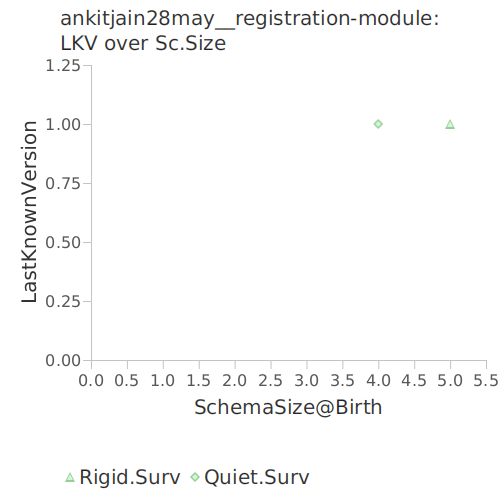 ankitjain28may__registration-module:
LKV over Sc.Size
1.25
1.00
0.75
0.50
0.25
0.00
LastKnownVersion
0.0 0.5 1.0 1.5 2.0 2.5 3.0 3.5 4.0 4.5 5.0 5.5
SchemaSize@Birth
Rigid.Surv Quiet.Surv